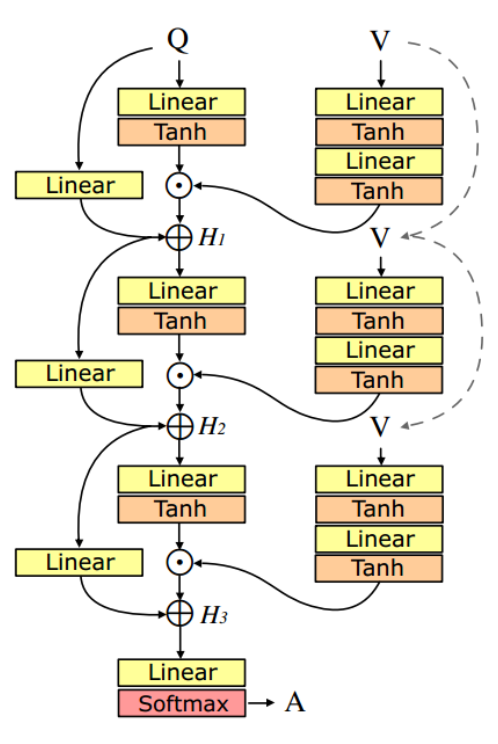 Q V
Linear Linear
Tanh Tanh
Linear
Linear Tanh
H1 V
Linear Linear
Tanh Tanh
Linear
Linear Tanh
H2 V
Linear Linear
Tanh Tanh
Linear
Linear Tanh
H3
Linear
Softmax A